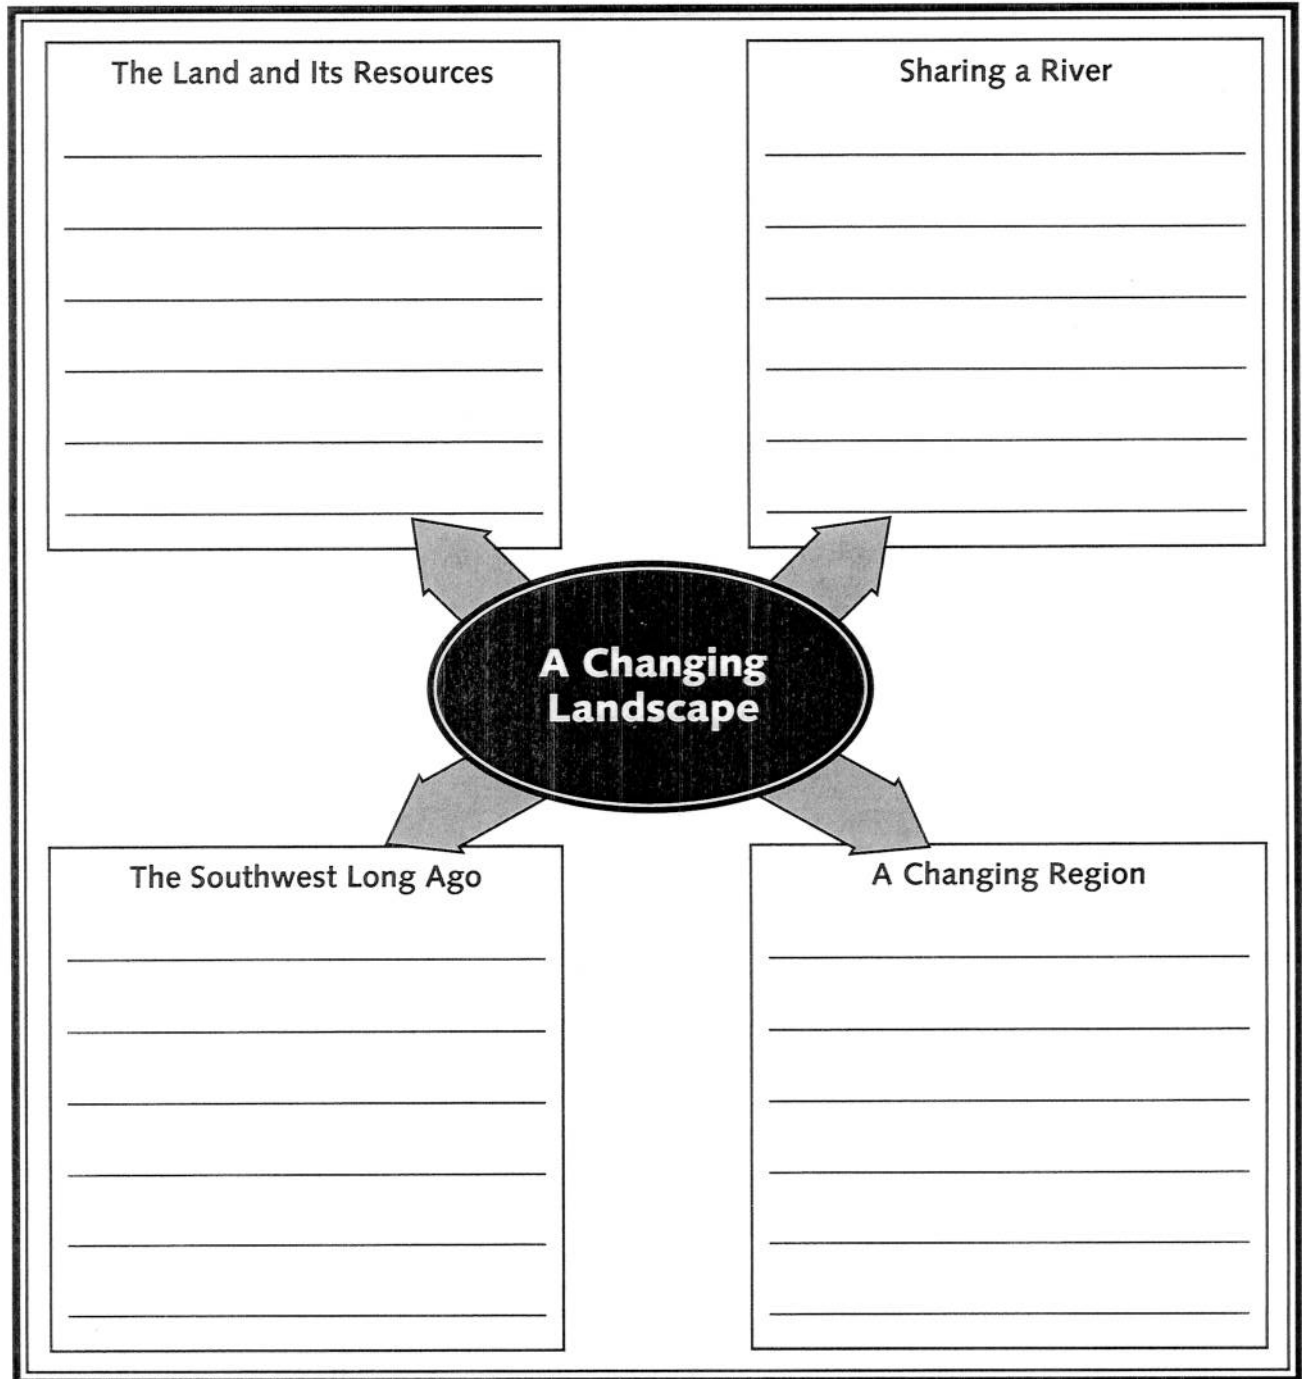 The Land and Its Resources
Sharing a River
A Changing
Landscape
The Southwest Long Ago
A Changing Region